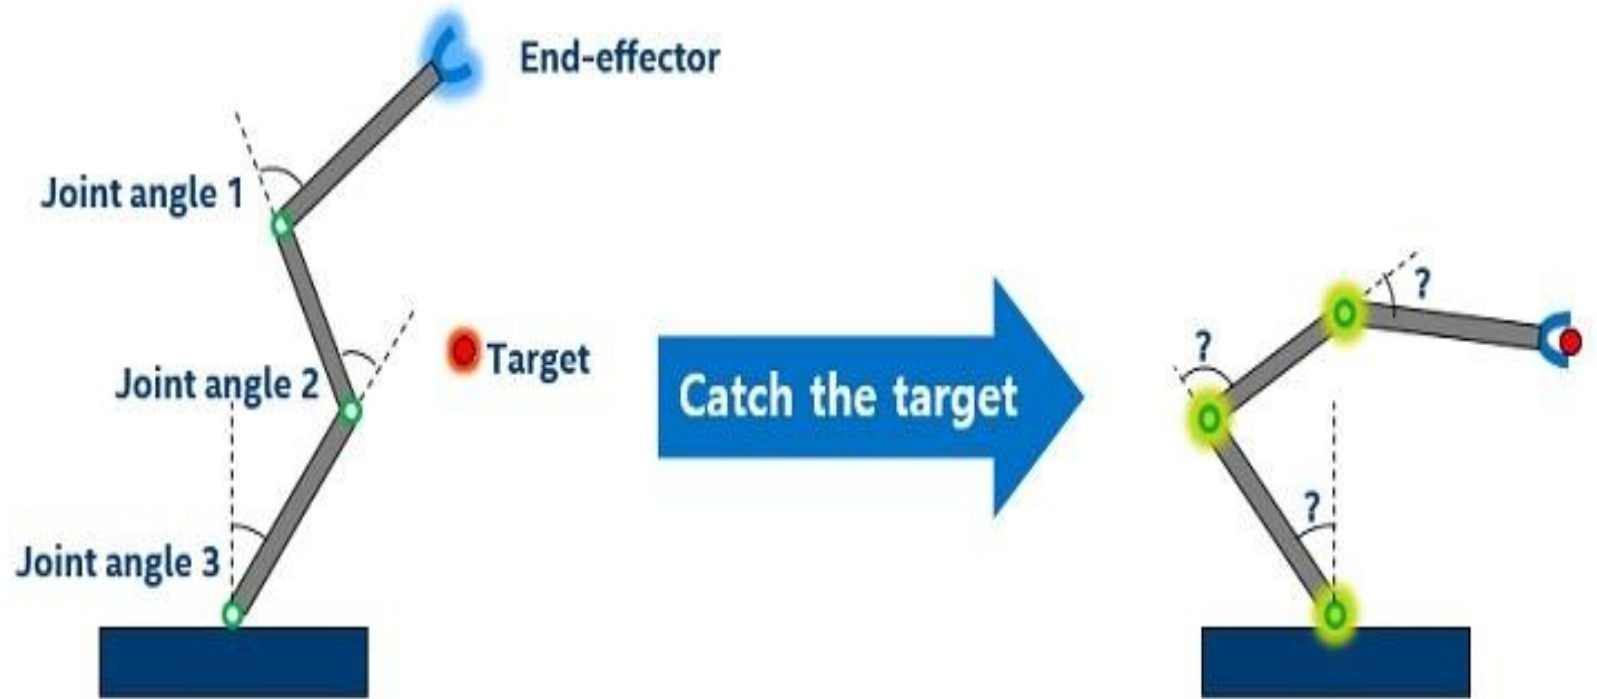 End-effector
Joint angle 1
Target
Joint angle 2
Catch the target
Joint angle 3
?
?
?